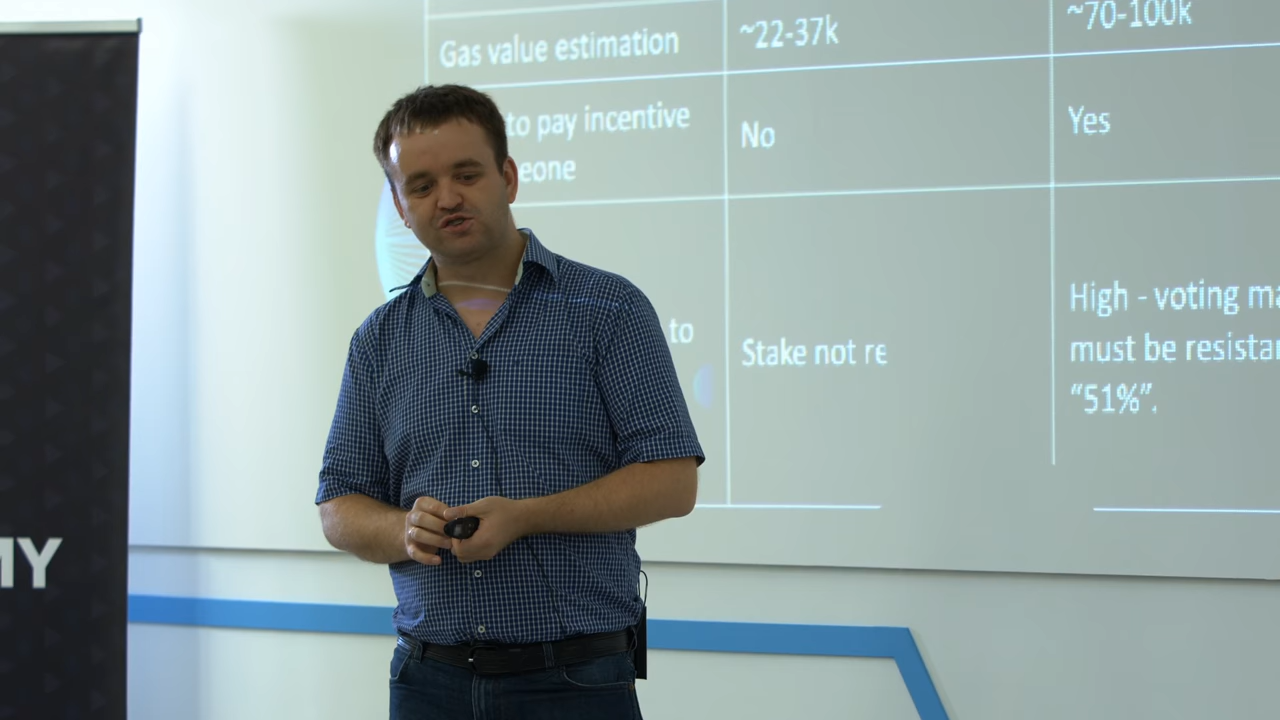 Gas value estimation
~22-37k
~70-100k
to pay incentive
eone
No
Yes
to
Stake not re
High - voting ma
must be resistan
“51%”.
MY